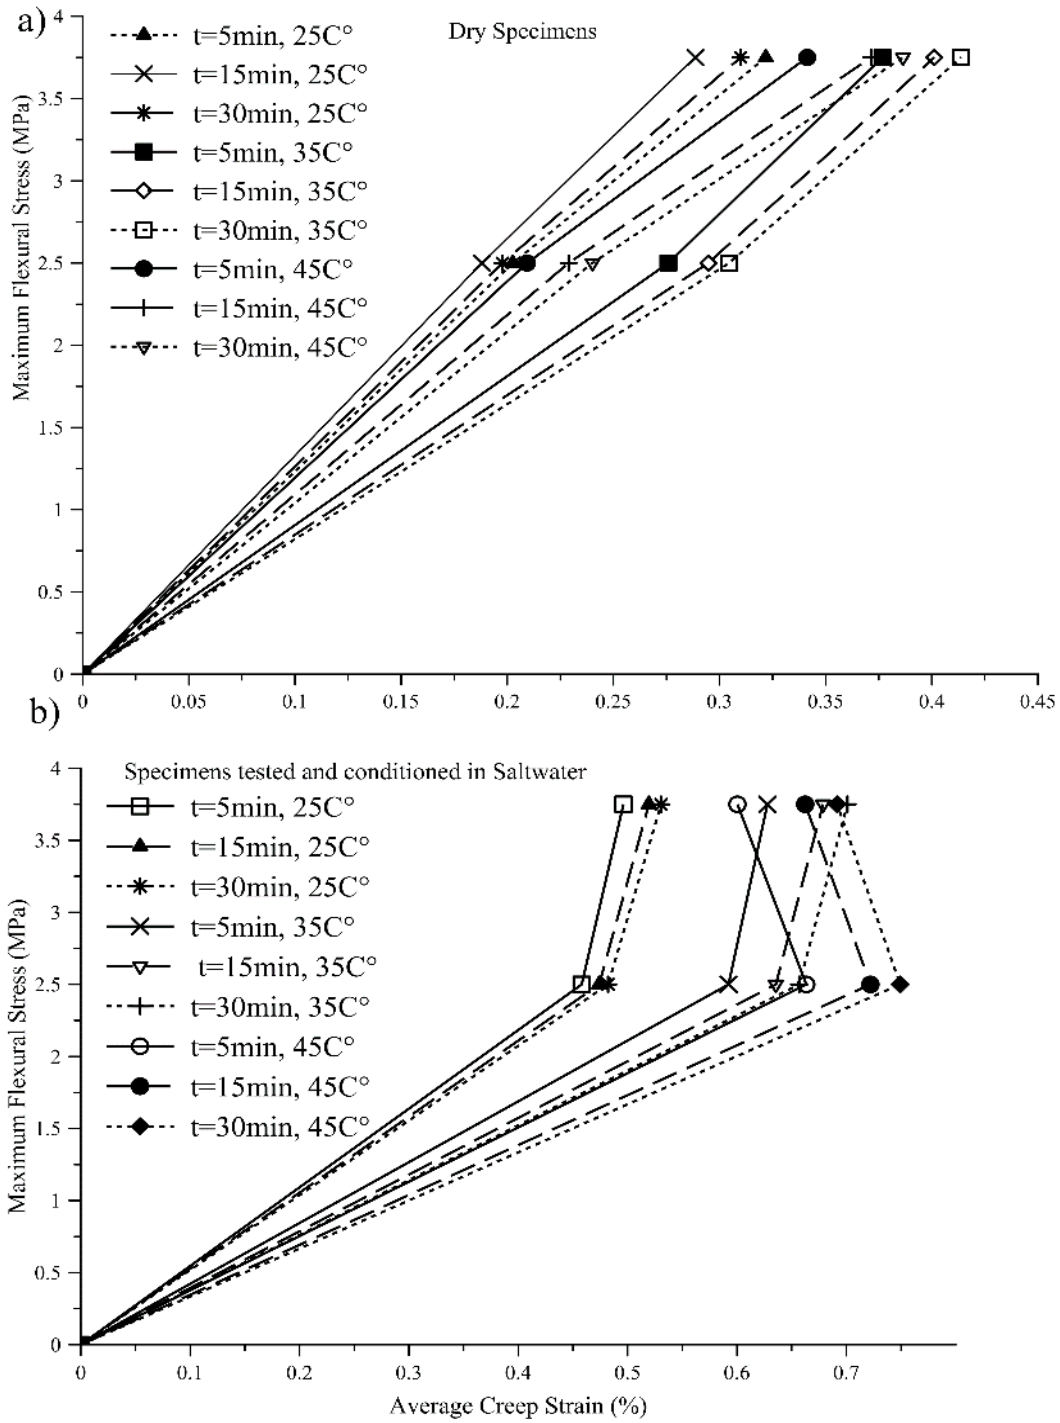 a)
Dry Specimens
t=5min, 25C°
t=15min, 25C°
t=30min, 25C°
t=5min, 35C°
t=15min, 35C°
t=30min, 35C°
t=5min, 45C°
t=15min, 45C°
t=30min, 45C°
Maximum Flexural Stress (MPa)
4
3.5
3
2.5
2
1.5
1
0.5
0
0 0.05 0.1 0.15 0.2 0.25 0.3 0.35 0.4 0.45
b)
Specimens tested and conditioned in Saltwater
t=5min, 25C°
t=15min, 25C°
t=30min, 25C°
t=5min, 35C°
t=15min, 35C°
t=30min, 35C°
t=5min, 45C°
t=15min, 45C°
t=30min, 45C°
Maximum Flexural Stress (MPa)
4
3.5
3
2.5
2
1.5
1
0.5
0
0 0.1 0.2 0.3 0.4 0.5 0.6 0.7
Average Creep Strain (%)